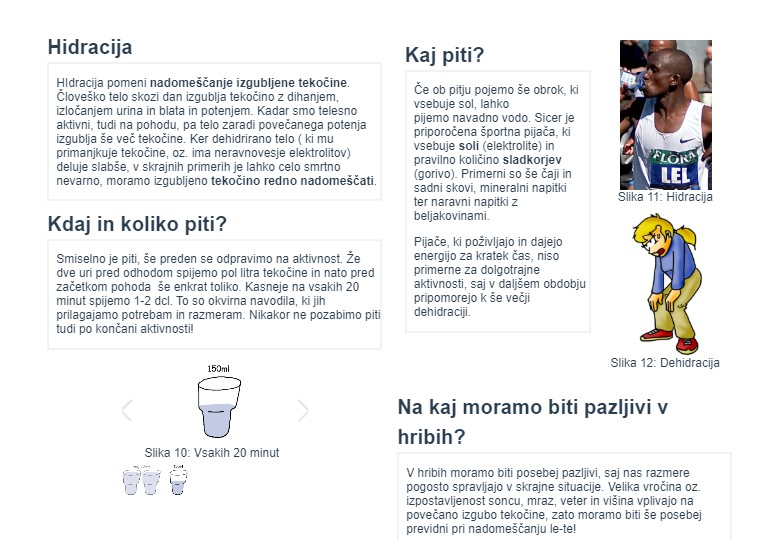 Hidracija
HIdracija pomeni nadomeščanje izgubljene tekočine.
Človeško telo skozi dan izgublja tekočino z dihanjem,
izločanjem urina in blata in potenjem. Kadar smo telesno
aktivni, tudi na pohodu, pa telo zaradi povečanega potenja
izgublja še več tekočine. Ker dehidrirano telo ( ki mu
primanjkuje tekočine, oz. ima neravnovesje elektrolitov)
deluje slabše, v skrajnih primerih je lahko celo smrtno
nevarno, moramo izgubljeno tekočino redno nadomeščati.
Kdaj in koliko piti?
Smiselno je piti, še preden se odpravimo na aktivnost. Že
dve uri pred odhodom spijemo pol litra tekočine in nato pred
začetkom pohoda  še enkrat toliko. Kasneje na vsakih 20
minut spijemo 1-2 dcl. To so okvirna navodila, ki jih
prilagajamo potrebam in razmeram. Nikakor ne pozabimo piti
tudi po končani aktivnosti!
150ml
Slika 10: Vsakih 20 minut
Kaj piti?
Če ob pitju pojemo še obrok, ki
vsebuje sol, lahko
pijemo navadno vodo. Sicer je
priporočena športna pijača, ki
vsebuje soli (elektrolite) in
pravilno količino sladkorjev
(gorivo). Primerni so še čaji in
sadni skovi, mineralni napitki
ter naravni napitki z
beljakovinami.
Pijače, ki poživljajo in dajejo
energijo za kratek čas, niso
primerne za dolgotrajne
aktivnosti, saj v daljšem obdobju
pripomorejo k še večji
dehidraciji.
FLORA
LEL
Slika 11: Hidracija
Slika 12: Dehidracija
Na kaj moramo biti pazljivi v
hribih?
V hribih moramo biti posebej pazljivi, saj nas razmere
pogosto spravljajo v skrajne situacije. Velika vročina oz.
izpostavljenost soncu, mraz, veter in višina vplivajo na
povečano izgubo tekočine, zato moramo biti še posebej
previdni pri nadomeščanju le-te!